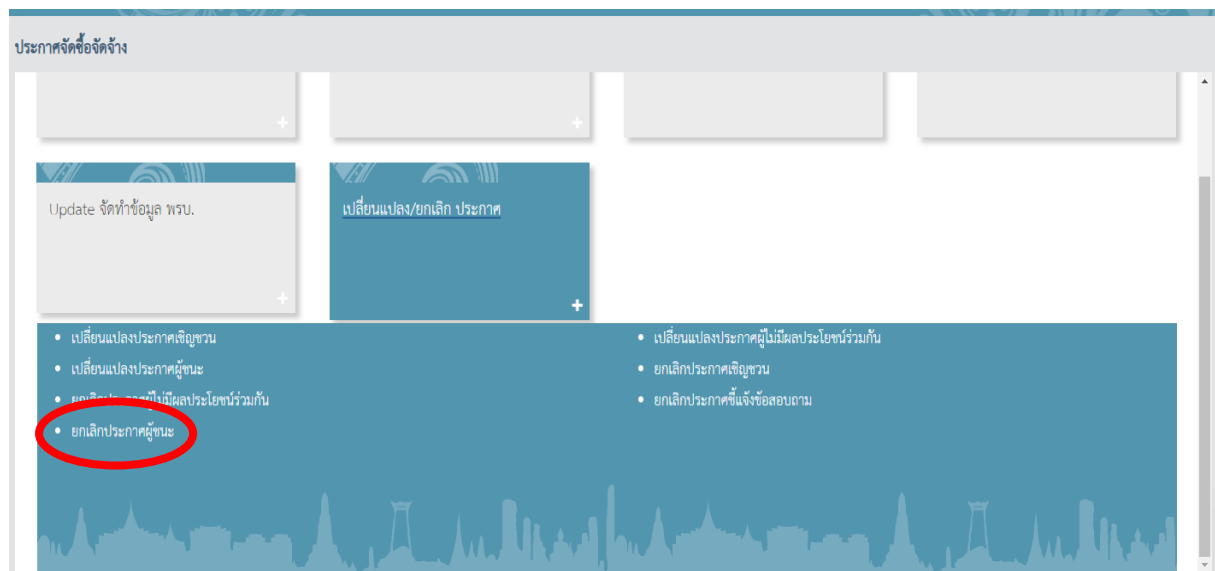 ประกาศจัดซื้อจัดจ้าง
Update จัดทำข้อมูล พรบ.
เปลี่ยนแปลง/ยกเลิก ประกาศ
เปลี่ยนแปลงประกาศเชิญชวน
เปลี่ยนแปลงประกาศผู้ชนะ
ยกเลิกประกาศผู้ไม่มีผลประโยชน์ร่วมกัน
ยกเลิกประกาศผู้ชนะ
เปลี่ยนแปลงประกาศผู้ไม่มีผลประโยชน์ร่วมกัน
ยกเลิกประกาศเชิญชวน
ยกเลิกประกาศชี้แจ้งข้อสอบถาม